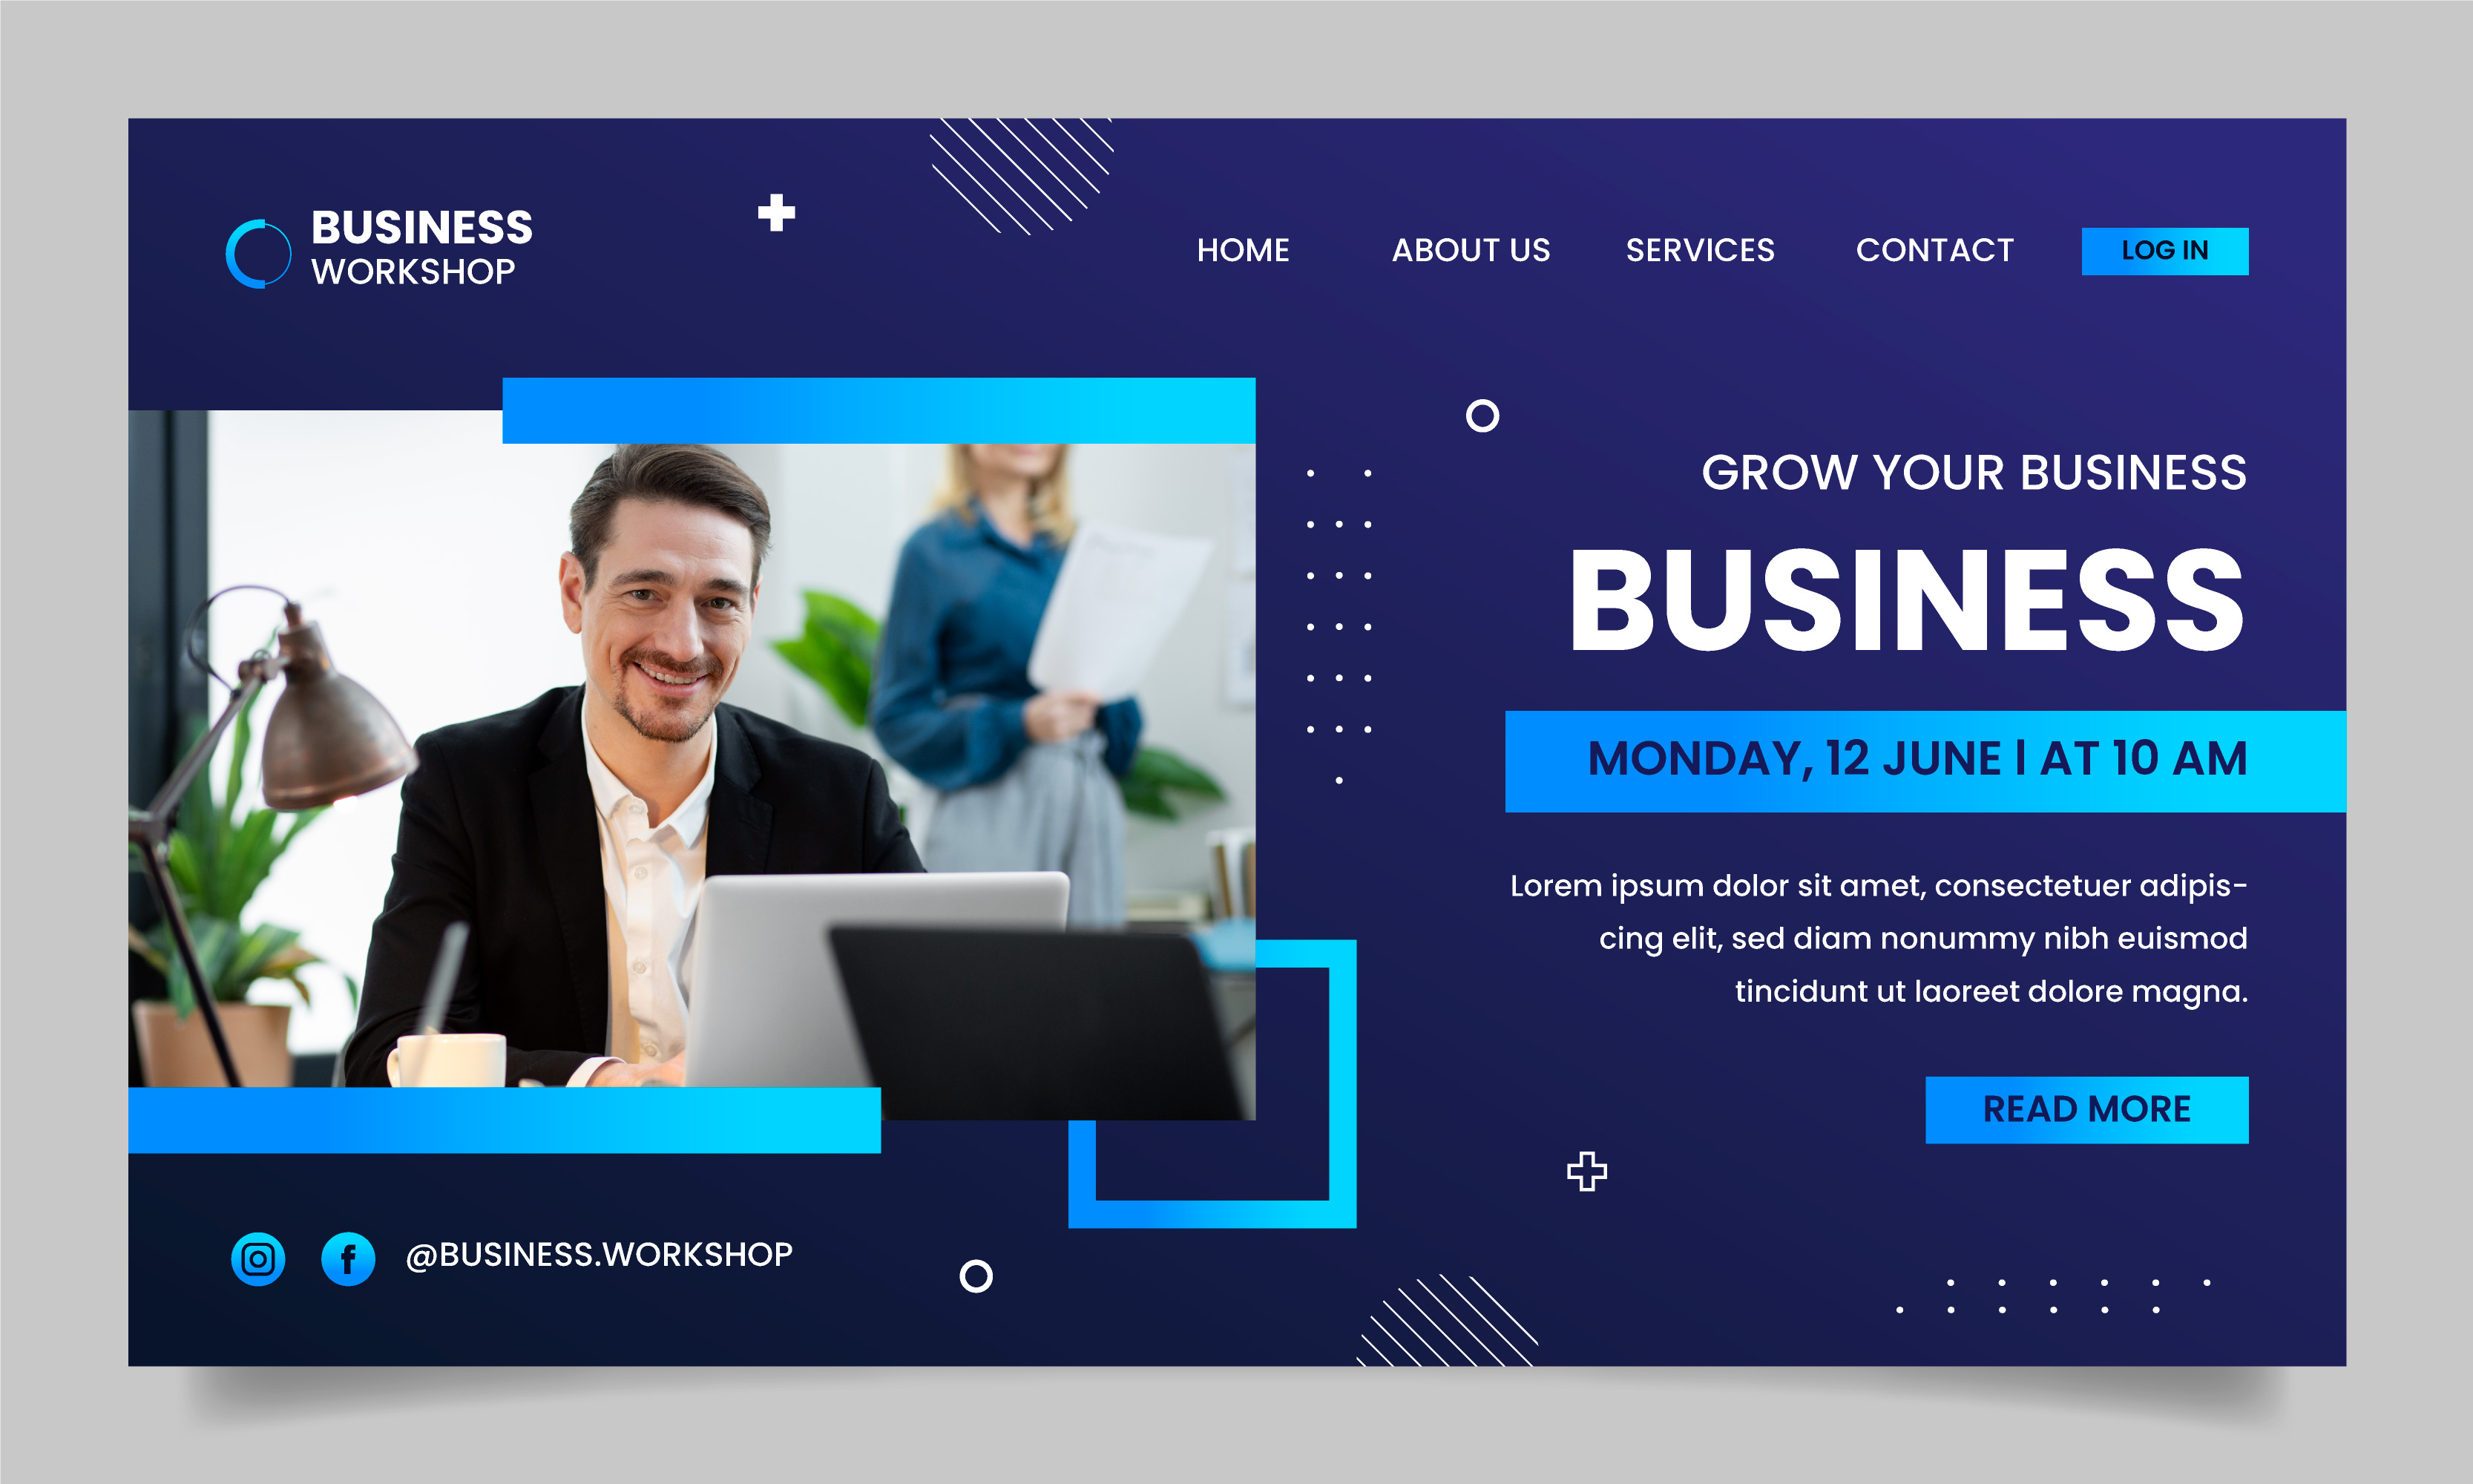 BUSINESS
WORKSHOP
HOME ABOUT US SERVICES CONTACT LOG IN
GROW YOUR BUSINESS
BUSINESS
MONDAY, 12 JUNE | AT 10 AM
Lorem ipsum dolor sit amet, consectetuer adipis-
cing elit, sed diam nonummy nibh euismod
tincidunt ut laoreet dolore magna.
READ MORE
@BUSINESS.WORKSHOP